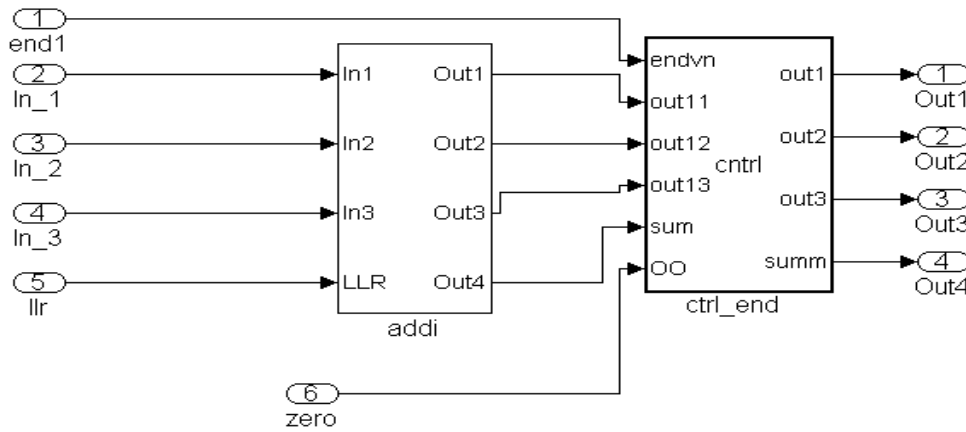 1
end1
2
In_1
3
In_2
4
In_3
5
llr
In1
In2
In3
LLR
Out1
Out2
Out3
Out4
addi
6
zero
endvn
out11
out12
out13
sum
OO
cntrl
out1
out2
out3
summ
ctrl_end
1
Out1
2
Out2
3
Out3
4
Out4